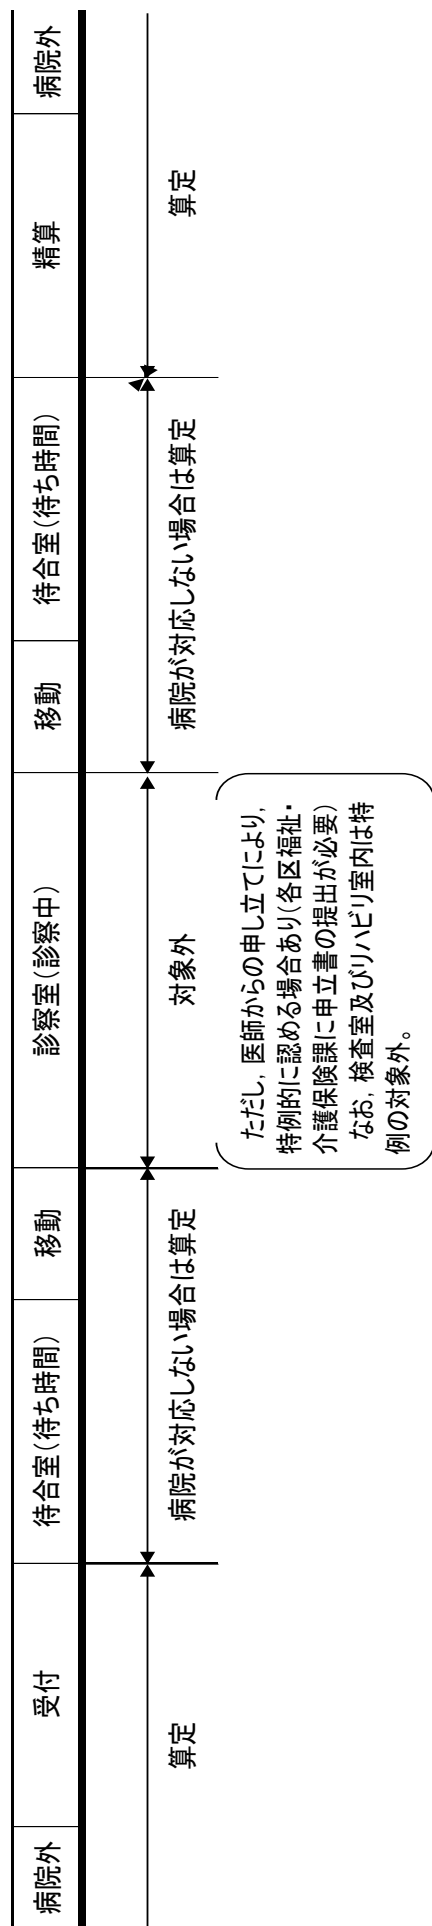 病院外
受付
待合室(待ち時間)
移動
診察室(診察中)
移動
待合室(待ち時間)
精算
病院外
算定
病院が対応しない場合は算定
対象外
病院が対応しない場合は算定
算定
ただし,医師からの申し立てにより,
特例的に認める場合あり(各区福祉・
介護保険課に申立書の提出が必要)
なお,検査室及びリハビリ室内は特
例の対象外。